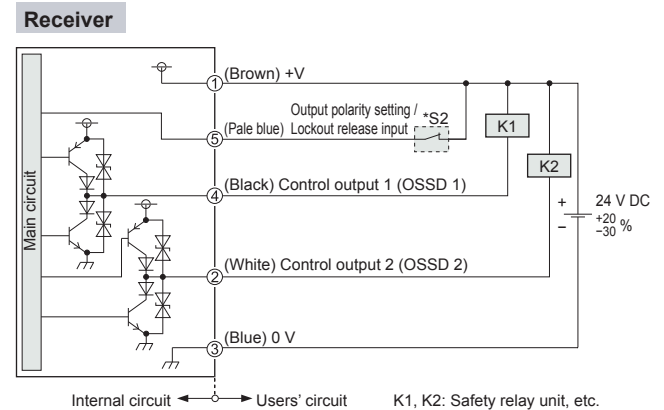 Receiver
Main circuit
1 (Brown) +V
Output polarity setting /
5 (Pale blue) Lockout release input
*S2
K1
K2
4 (Black) Control output 1 (OSSD 1)
+
−
24 V DC
+20
−30 %
2 (White) Control output 2 (OSSD 2)
3 (Blue) 0 V
Internal circuit
Users' circuit
K1, K2: Safety relay unit, etc.